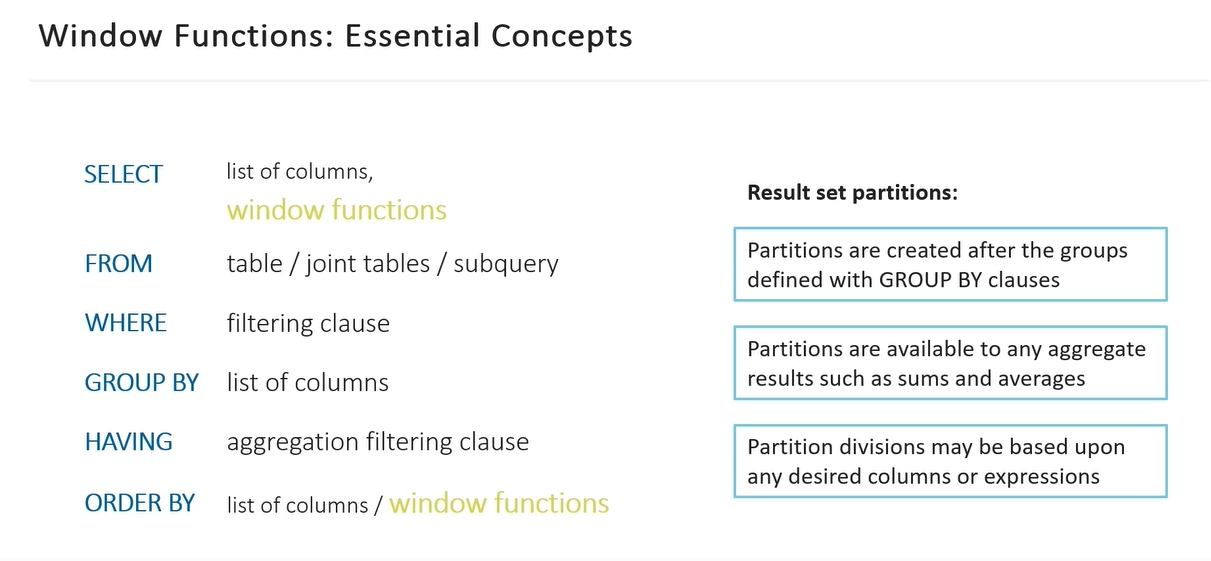 Window Functions: Essential Concepts
SELECT list of columns,
window functions
FROM table / joint tables / subquery
WHERE filtering clause
GROUP BY list of columns
HAVING aggregation filtering clause
ORDER BY list of columns / window functions
Result set partitions:
Partitions are created after the groups
defined with GROUP BY clauses
Partitions are available to any aggregate
results such as sums and averages
Partition divisions may be based upon
any desired columns or expressions